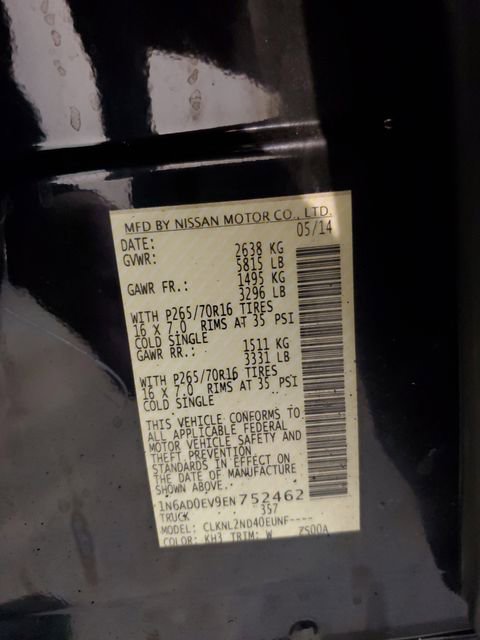 MFD BY NISSAN MOTOR CO., LTD.
DATE: 05/14
GVWR: 2638 KG
5815 LB
GAWR FR.: 1495 KG
3296 LB
WITH P265/70R16 TIRES
16 X 7.0 RIMS AT 35 PSI
COLD SINGLE
GAWR RR.: 1511 KG
3331 LB
WITH P265/70R16 TIRES
16 X 7.0 RIMS AT 35 PSI
COLD SINGLE
THIS VEHICLE CONFORMS TO
ALL APPLICABLE FEDERAL
MOTOR VEHICLE SAFETY AND
THEFT PREVENTION
STANDARDS IN EFFECT ON
THE DATE OF MANUFACTURE
SHOWN ABOVE.
1N6AD0EV9EN752462
TRUCK 357
MODEL: CLKNL2ND40EUNF----
COLOR: KH3 TRIM: W ZS00A